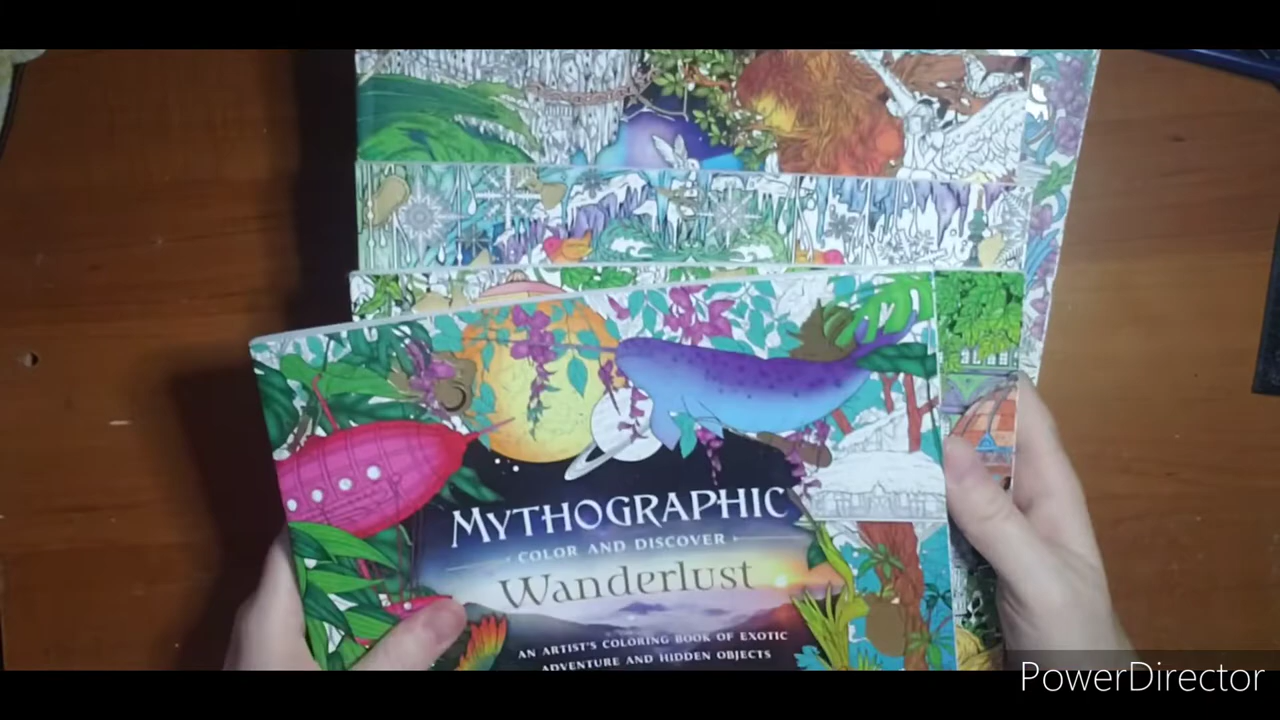 MYTHOGRAPHIC
COLOR AND DISCOVER
Wanderlust
AN ARTIST'S COLORING BOOK OF EXOTIC
ADVENTURE AND HIDDEN OBJECTS
PowerDirector